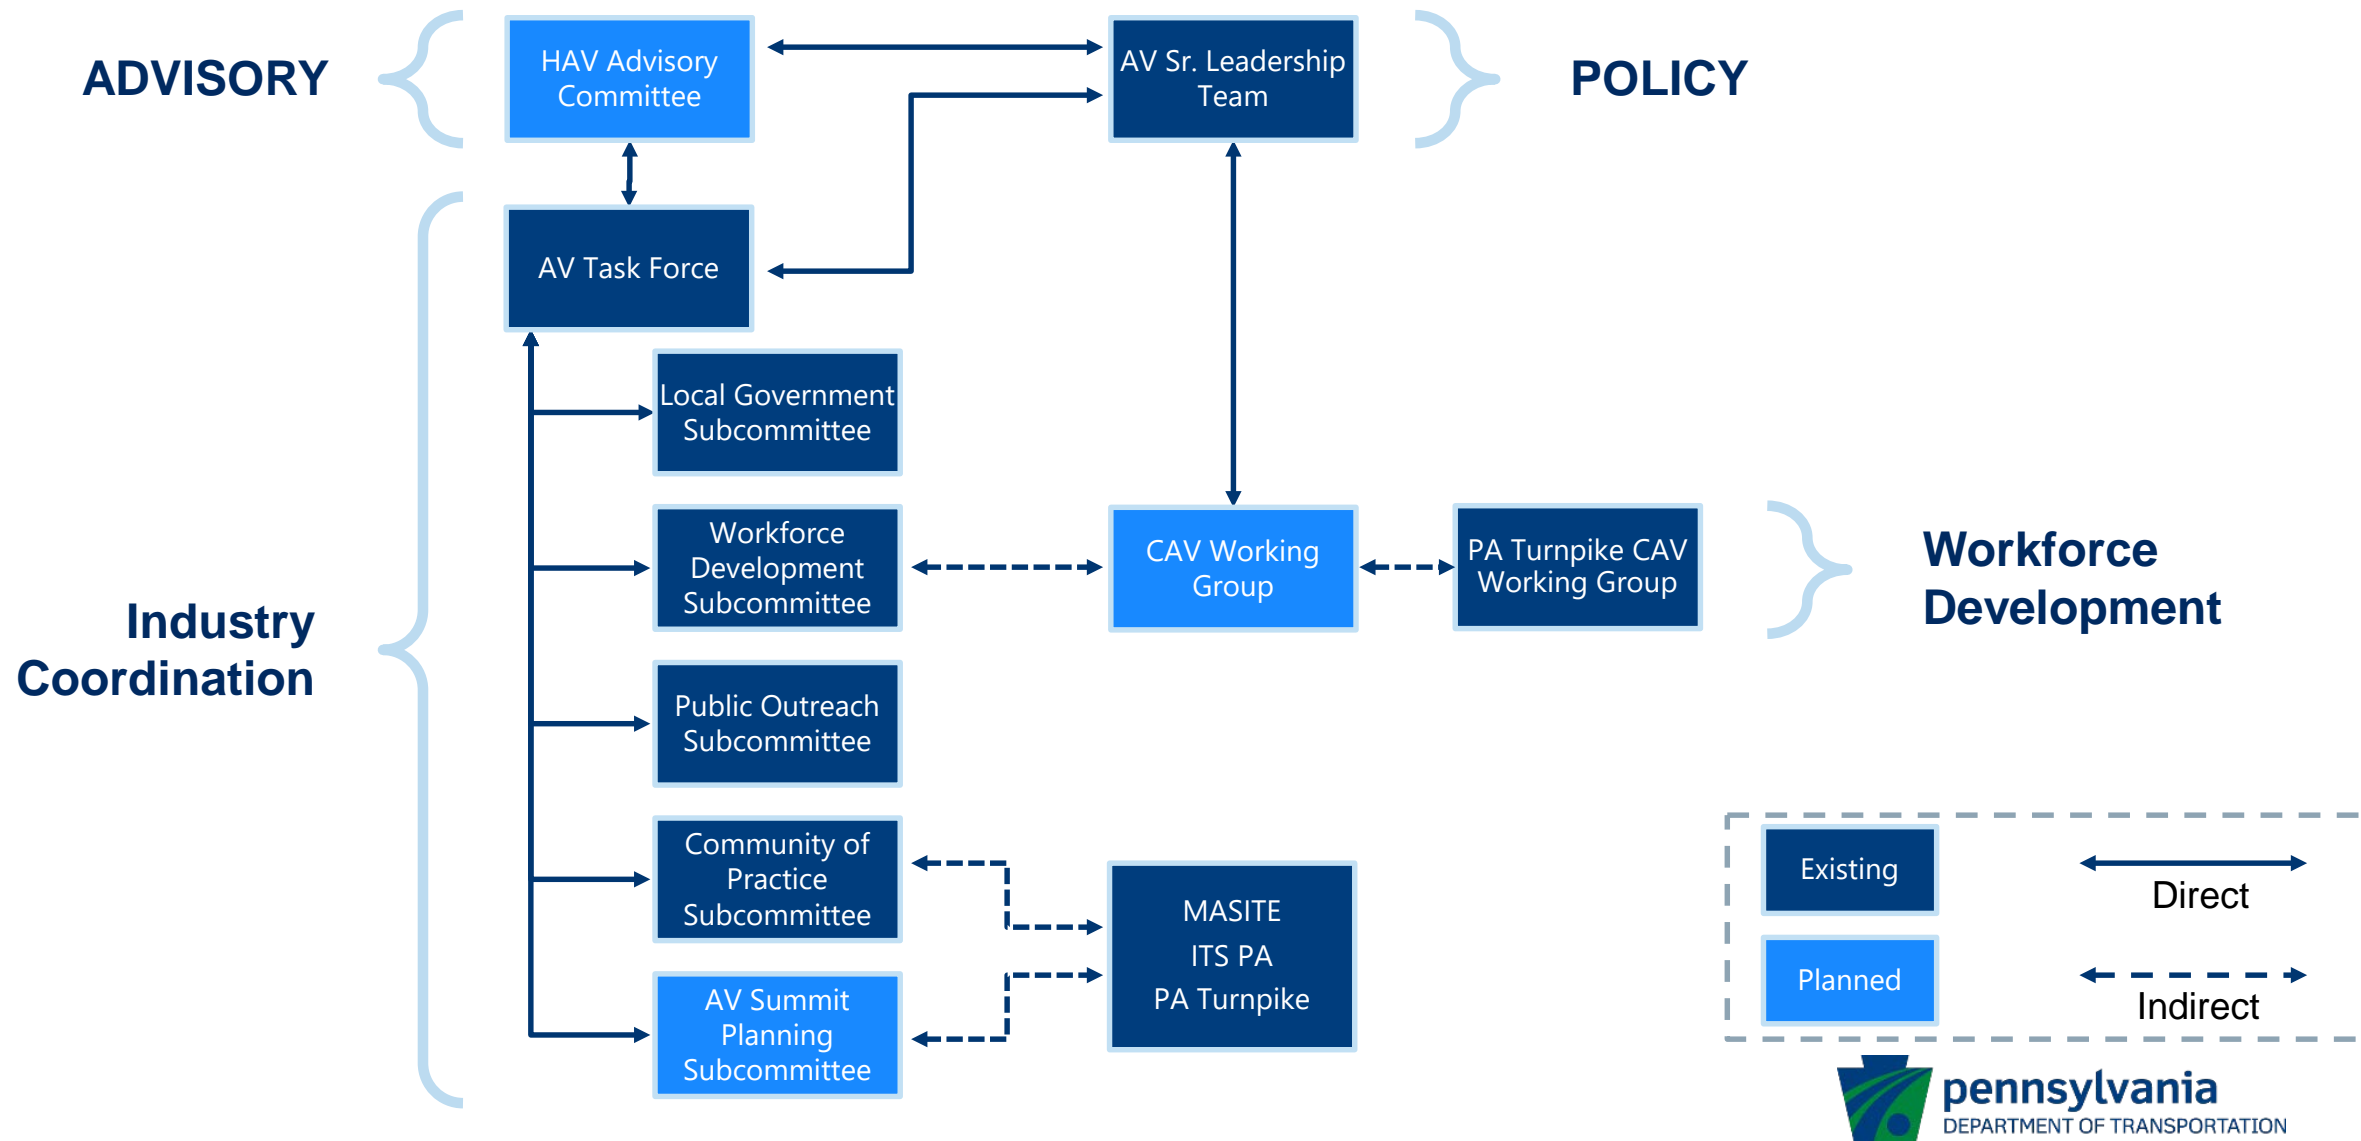 ADVISORY
HAV Advisory
Committee
AV Sr. Leadership
Team
POLICY
AV Task Force
Local Government
Subcommittee
Workforce
Development
Subcommittee
CAV Working
Group
PA Turnpike CAV
Working Group
Workforce
Development
Industry
Coordination
Public Outreach
Subcommittee
Community of
Practice
Subcommittee
MASITE
ITS PA
PA Turnpike
AV Summit
Planning
Subcommittee
Existing
Direct
Planned
Indirect
pennsylvania
DEPARTMENT OF TRANSPORTATION